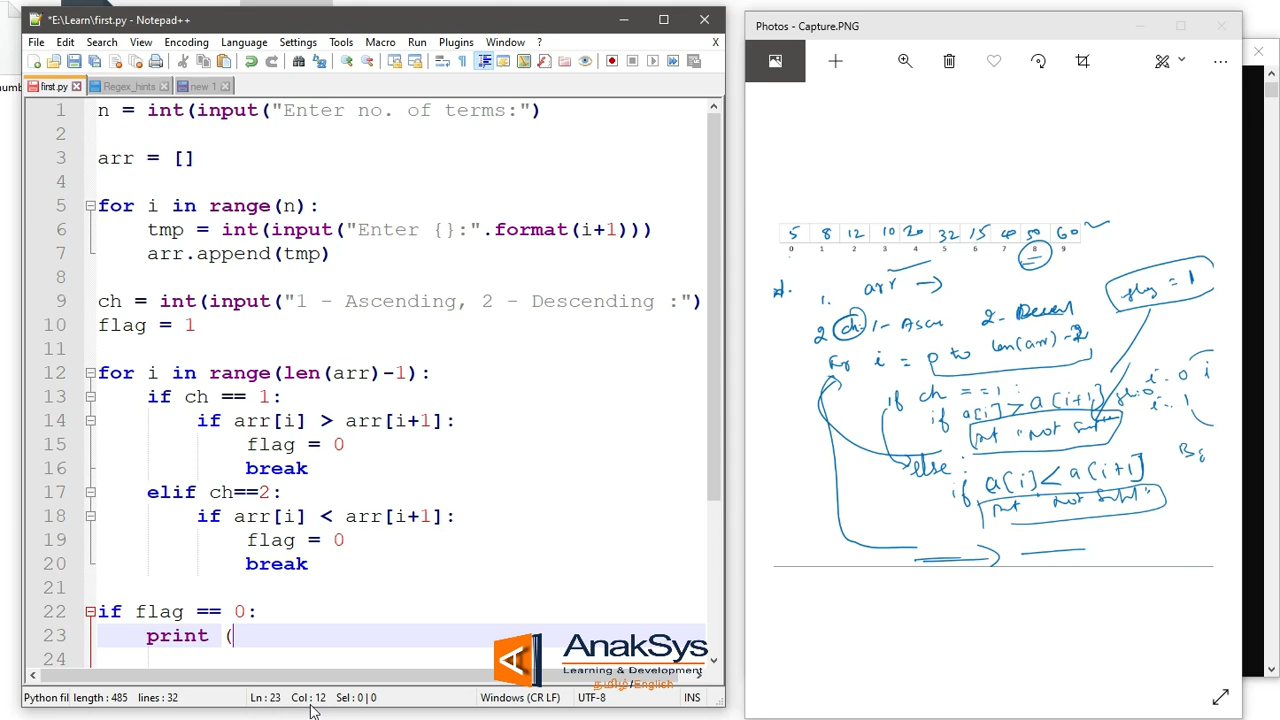 *E:\Learn\first.py - Notepad++
File Edit Search View Encoding Language Settings Tools Macro Run Plugins Window ? X
first.py Regex_hints new 1
1 n = int(input("Enter no. of terms:")
2
3 arr = []
4
5 for i in range(n):
6 tmp = int(input("Enter {}:".format(i+1)))
7 arr.append(tmp)
8
9 ch = int(input("1 - Ascending, 2 - Descending :")
10 flag = 1
11
12 for i in range(len(arr)-1):
13 if ch == 1:
14 if arr[i] > arr[i+1]:
15 flag = 0
16 break
17 elif ch==2:
18 if arr[i] < arr[i+1]:
19 flag = 0
20 break
21
22 if flag == 0:
23 print (
24
Python fil length : 485 lines : 32 Ln : 23 Col : 12 Sel : 0 | 0 Windows (CR LF) UTF-8 INS
AnakSys
Learning & Development
தமிழ்/English
Photos - Capture.PNG
5 8 12 10 20 32 15 40 50 60
0 1 2 3 4 5 6 7 8 9
1. arr
flag = 1
2 ch: 1- Asce 2-
For i = 0 to len(arr)-2
i = 0 i
i = 1
if ch ==1 :
if a[i] > a[i+1]
"not
else :
if a[i] < a[i+1]
"not